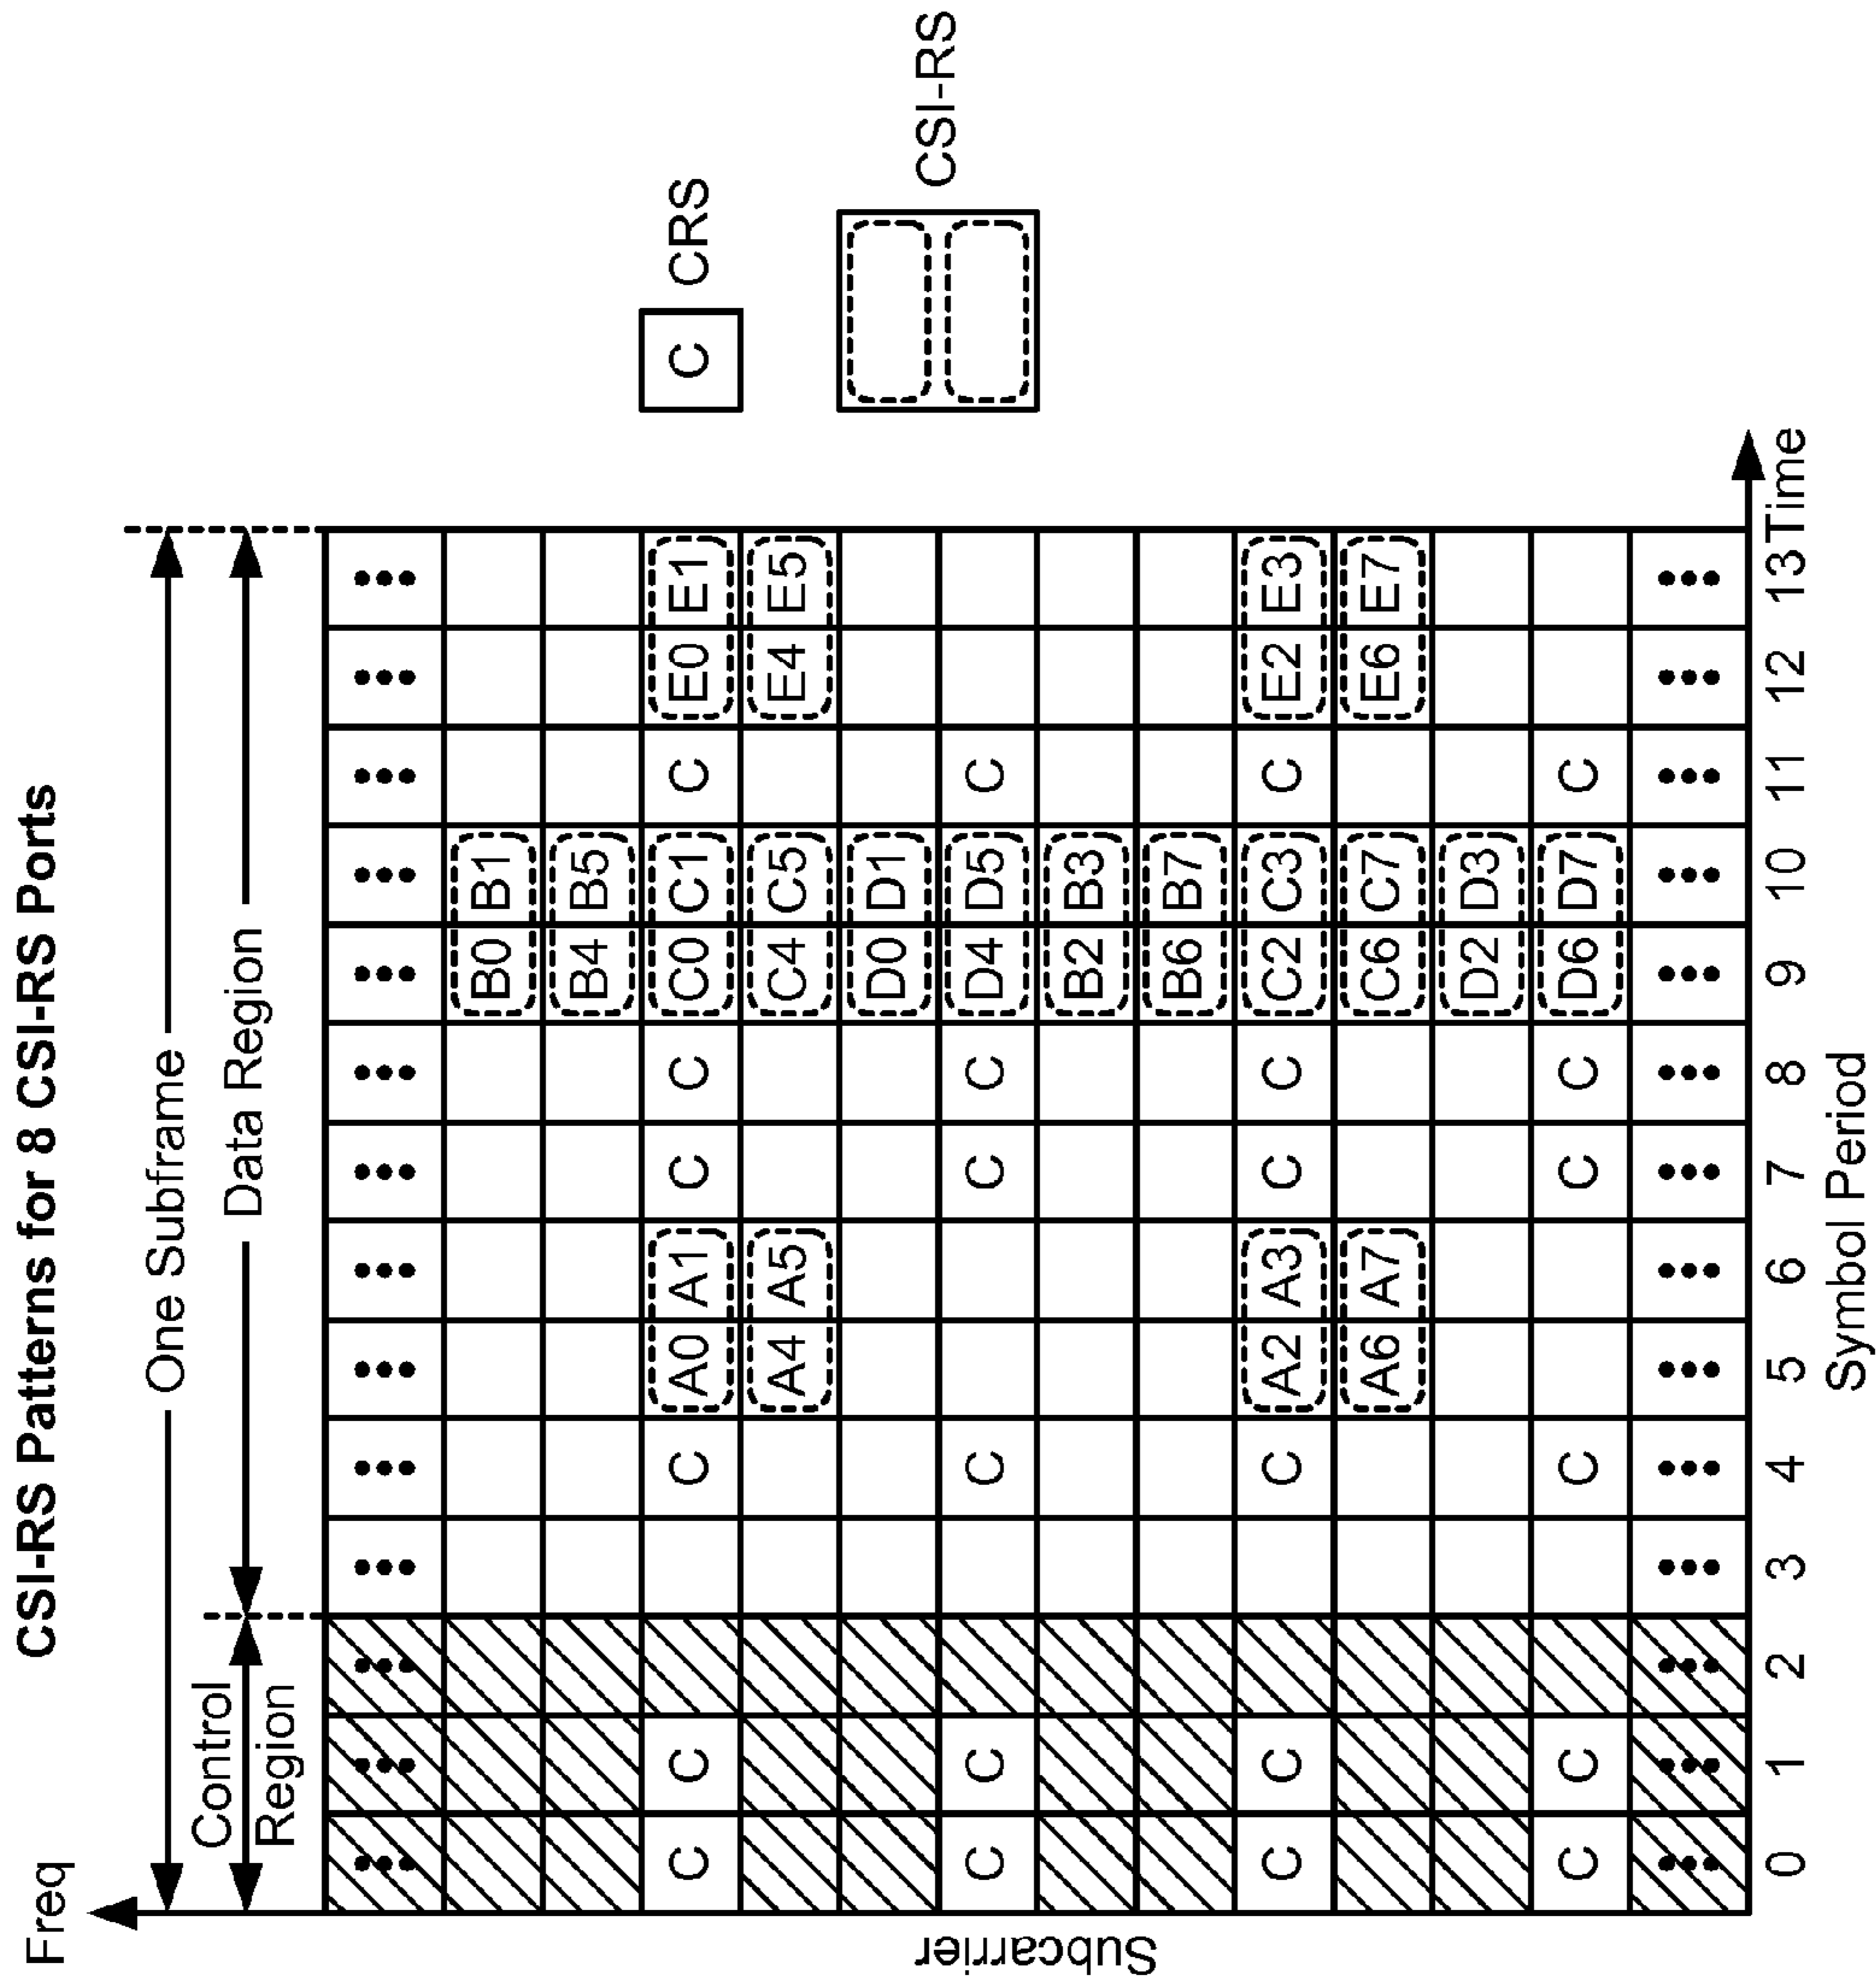 CSI-RS Patterns for 8 CSI-RS Ports
Freq
One Subframe
Control
Region
Data Region
••• ••• ••• ••• ••• ••• ••• ••• ••• ••• ••• ••• ••• •••
B0 B1
B4 B5
C C C A0 A1 C C C0 C1 C E0 E1
A4 A5 C4 C5 E4 E5
D0 D1
C C C C C D4 D5 C
B2 B3
B6 B7
C C C A2 A3 C C C2 C3 C E2 E3
A6 A7 C6 C7 E6 E7
D2 D3
C C C C C D6 D7 C
••• ••• ••• ••• ••• ••• ••• ••• ••• ••• ••• ••• ••• •••
Subcarrier
0 1 2 3 4 5 6 7 8 9 10 11 12 13 Time
Symbol Period
C CRS
CSI-RS